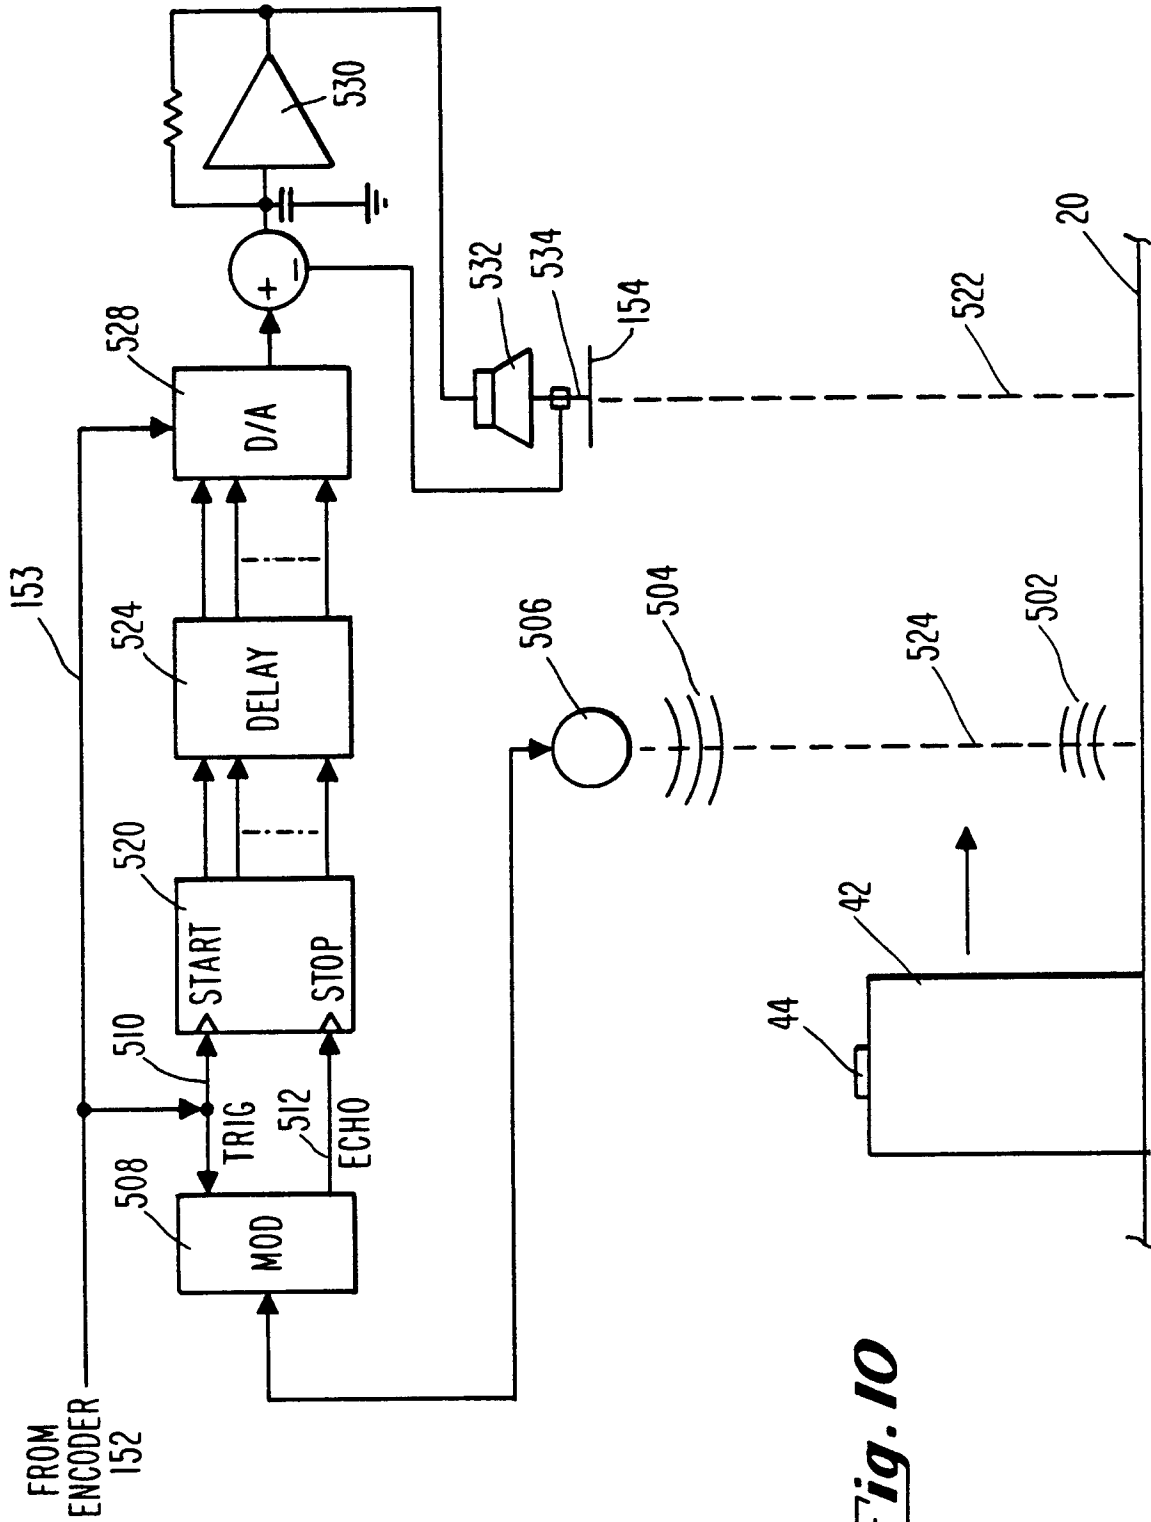 FROM
ENCODER
152
153
508
MOD
510
TRIG
512
ECHO
520
START
STOP
524
DELAY
528
D/A
+
−
530
532
534
154
506
504
524
502
522
20
44
42
Fig. 10